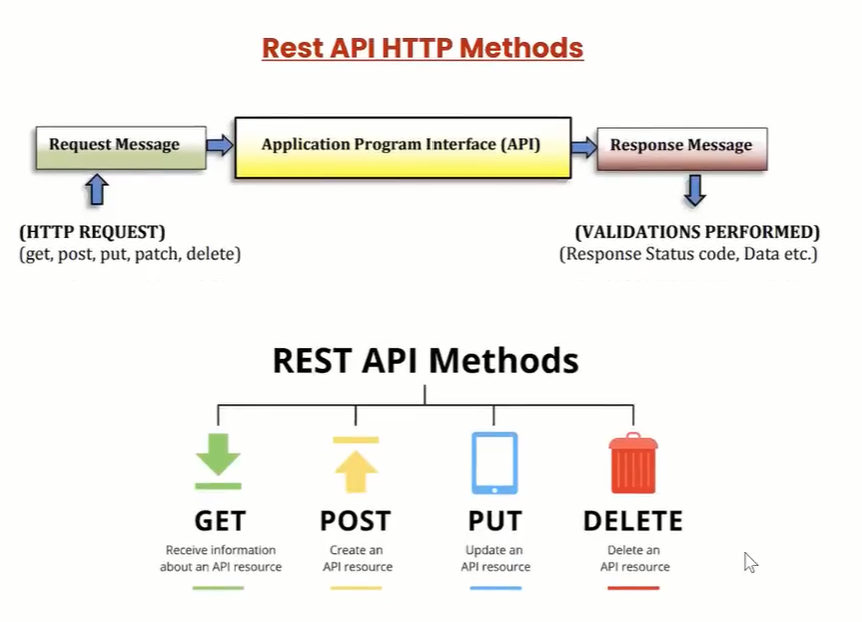 Rest API HTTP Methods
Request Message
Application Program Interface (API)
Response Message
(HTTP REQUEST)
(get, post, put, patch, delete)
(VALIDATIONS PERFORMED)
(Response Status code, Data etc.)
REST API Methods
GET
Receive information
about an API resource
POST
Create an
API resource
PUT
Update an
API resource
DELETE
Delete an
API resource